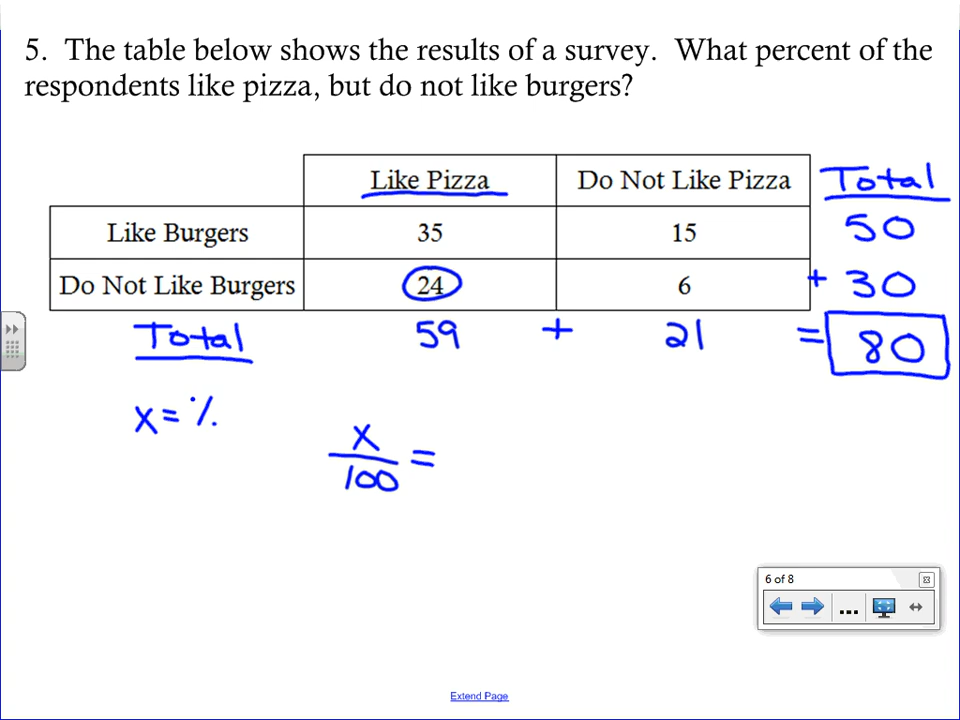 5. The table below shows the results of a survey. What percent of the
respondents like pizza, but do not like burgers?
Like Pizza Do Not Like Pizza Total
Like Burgers 35 15 50
Do Not Like Burgers 24 6 + 30
Total 59 + 21 = 80
x = %
x
100 =
6 of 8
...
Extend Page